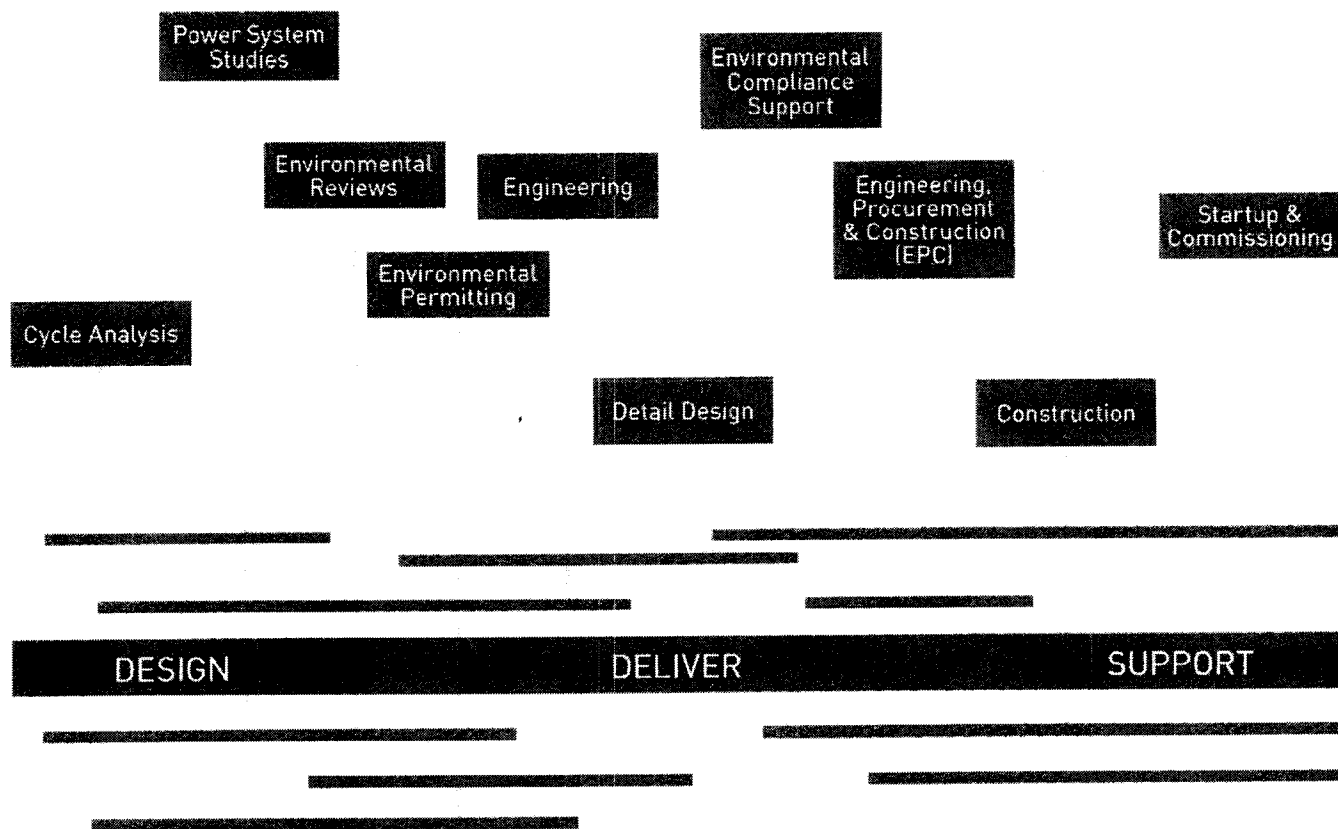 Power System
Studies
Environmental
Compliance
Support
Environmental
Reviews
Engineering
Engineering,
Procurement
& Construction
(EPC)
Startup &
Commissioning
Environmental
Permitting
Cycle Analysis
Detail Design
Construction
DESIGN
DELIVER
SUPPORT